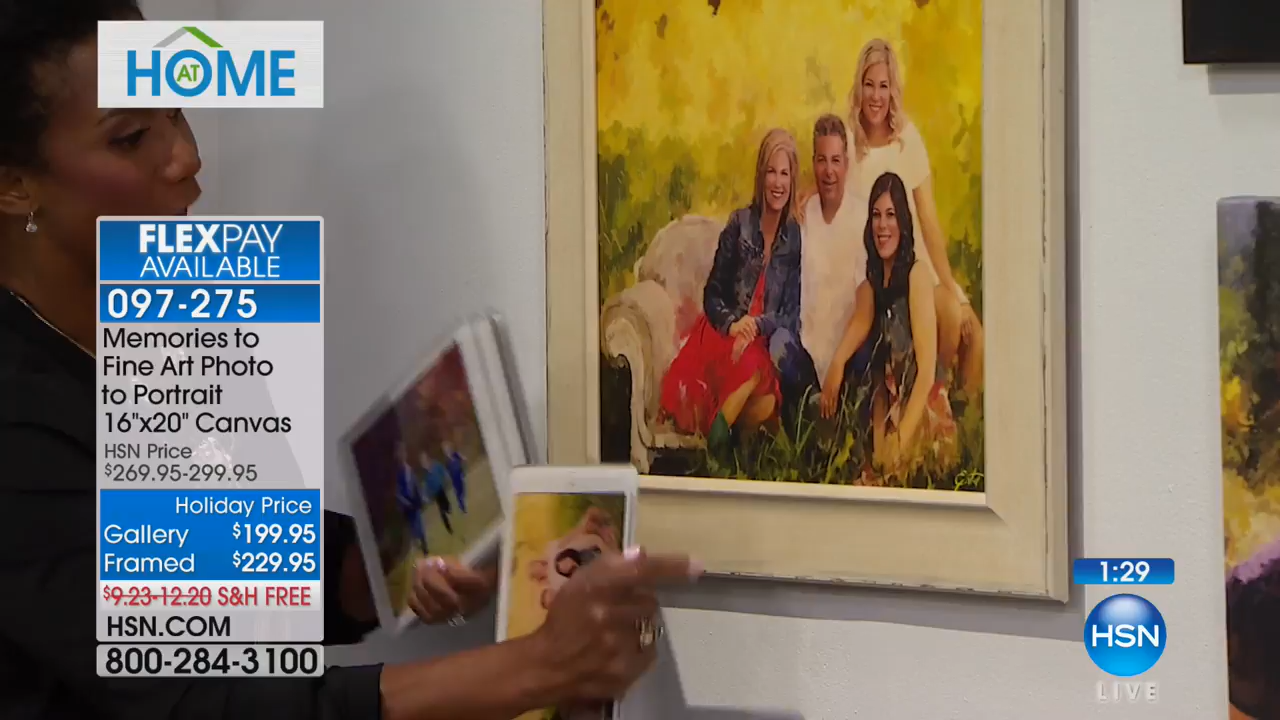 AT HOME
FLEXPAY
AVAILABLE
097-275
Memories to
Fine Art Photo
to Portrait
16"x20" Canvas
HSN Price
$269.95-299.95
Holiday Price
Gallery $199.95
Framed $229.95
$9.23-12.20 S&H FREE
HSN.COM
800-284-3100
1:29
HSN
LIVE